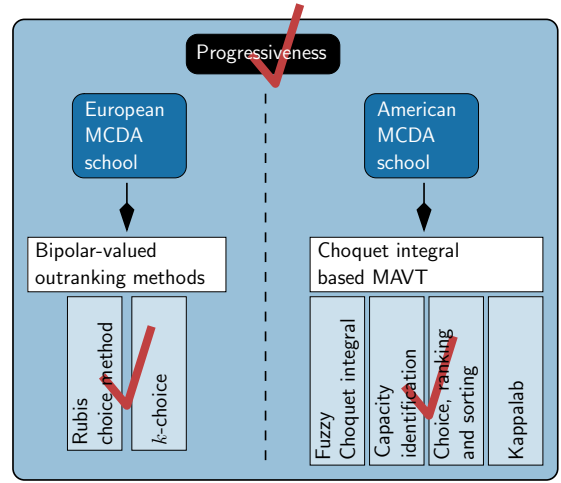 Progressiveness
European
MCDA
school
American
MCDA
school
Bipolar-valued
outranking methods
Choquet integral
based MAVT
Rubis
choice method
k-choice
Fuzzy
Choquet integral
Capacity
identification
Choice, ranking
and sorting
Kappalab